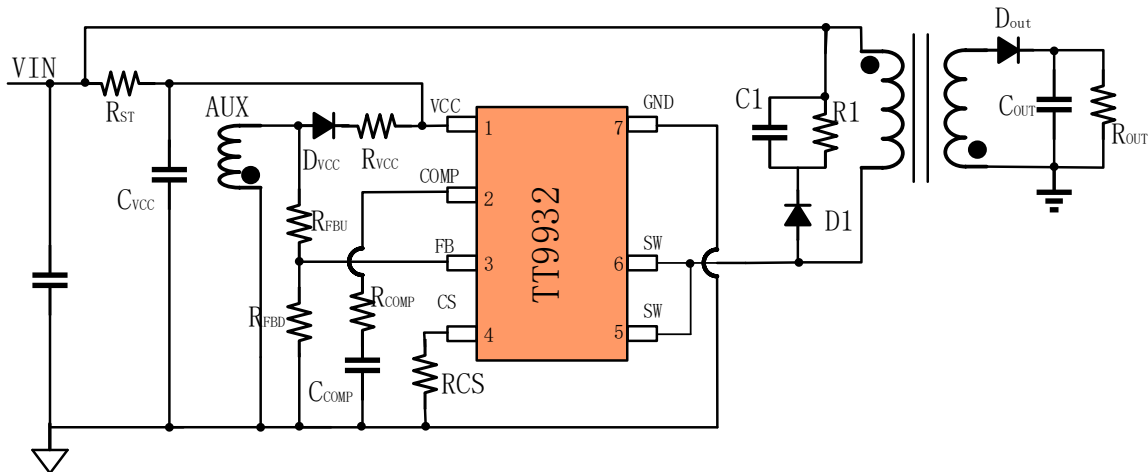 Dout
VIN
RST
AUX
DVCC
RVCC
VCC
GND
C1
R1
COUT
ROUT
1
7
CVCC
COMP
2
RFBU
FB
3
TT9932
SW
6
D1
RFBD
RCOMP
CS
4
SW
5
CCOMP
RCS